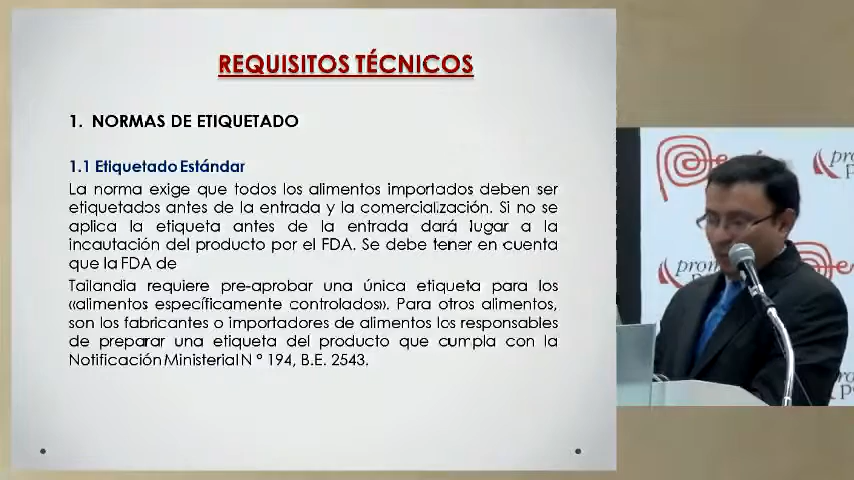 REQUISITOS TÉCNICOS
1. NORMAS DE ETIQUETADO
1.1 Etiquetado Estándar
La norma exige que todos los alimentos importados deben ser
etiquetados antes de la entrada y la comercialización. Si no se
aplica la etiqueta antes de la entrada dará lugar a la
incautación del producto por el FDA. Se debe tener en cuenta
que la FDA de
Tailandia requiere pre-aprobar una única etiqueta para los
«alimentos específicamente controlados». Para otros alimentos,
son los fabricantes o importadores de alimentos los responsables
de preparar una etiqueta del producto que cumpla con la
Notificación Ministerial N º 194, B.E. 2543.
Perú